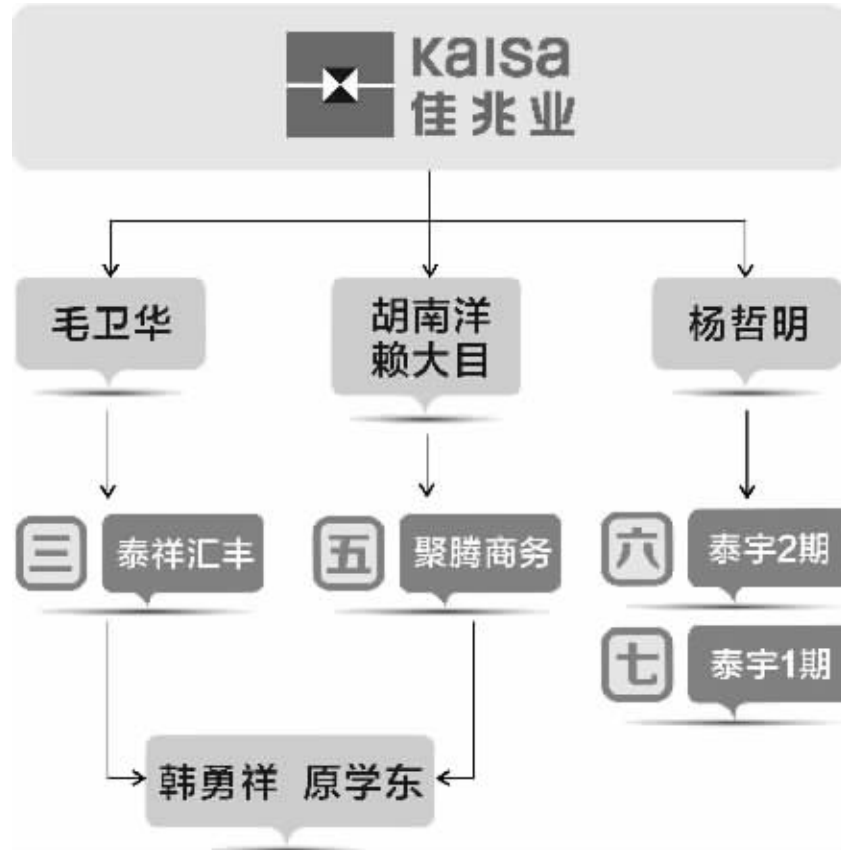 Kaisa
佳兆业
毛卫华
胡南洋
赖大目
杨哲明
三 泰祥汇丰
五 聚腾商务
六 泰宇2期
七 泰宇1期
韩勇祥 原学东